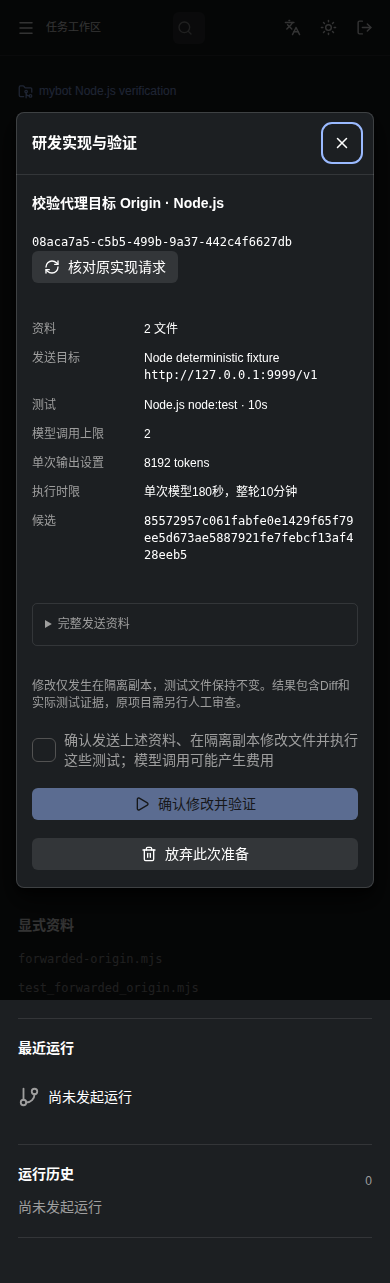 任务工作区
mybot Node.js verification
研发实现与验证
校验代理目标 Origin · Node.js
08aca7a5-c5b5-499b-9a37-442c4f6627db
核对原实现请求
资料 2 文件
发送目标 Node deterministic fixture
http://127.0.0.1:9999/v1
测试 Node.js node:test · 10s
模型调用上限 2
单次输出设置 8192 tokens
执行时限 单次模型180秒，整轮10分钟
候选 85572957c061fabfe0e1429f65f79
ee5d673ae5887921fe7febcf13af4
28eeb5
完整发送资料
修改仅发生在隔离副本，测试文件保持不变。结果包含Diff和
实际测试证据，原项目需另行人工审查。
确认发送上述资料、在隔离副本修改文件并执行
这些测试；模型调用可能产生费用
确认修改并验证
放弃此次准备
显式资料
forwarded-origin.mjs
test_forwarded_origin.mjs
最近运行
尚未发起运行
运行历史 0
尚未发起运行